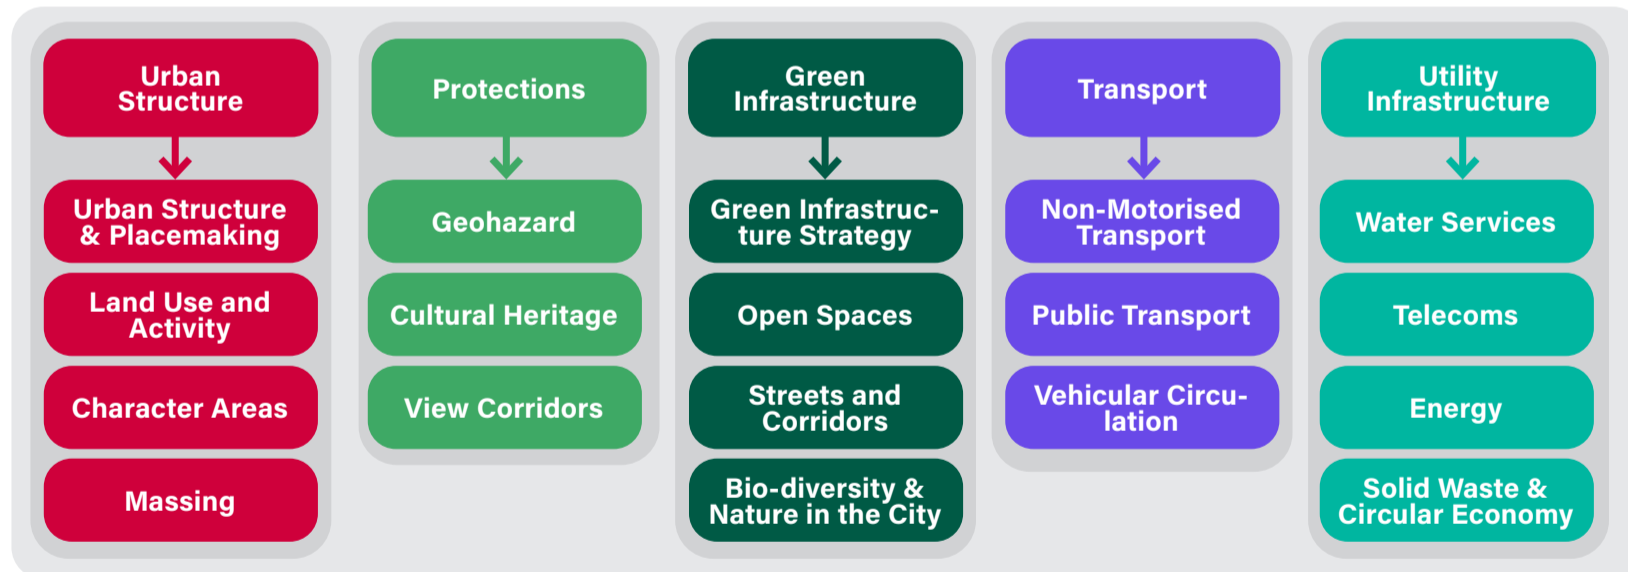 Urban
Structure
Urban Structure
& Placemaking
Land Use and
Activity
Character Areas
Massing
Protections
Geohazard
Cultural Heritage
View Corridors
Green
Infrastructure
Green Infrastruc-
ture Strategy
Open Spaces
Streets and
Corridors
Bio-diversity &
Nature in the City
Transport
Non-Motorised
Transport
Public Transport
Vehicular Circu-
lation
Utility
Infrastructure
Water Services
Telecoms
Energy
Solid Waste &
Circular Economy